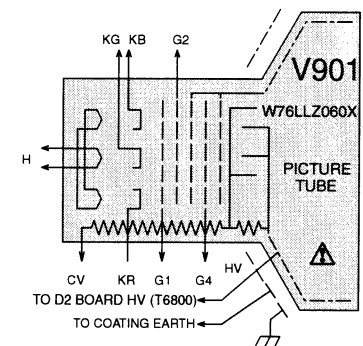 KG KB G2
V901
W76LLZ060X
H
PICTURE
TUBE
CV KR G1 G4 HV
TO D2 BOARD HV (T6800)
TO COATING EARTH